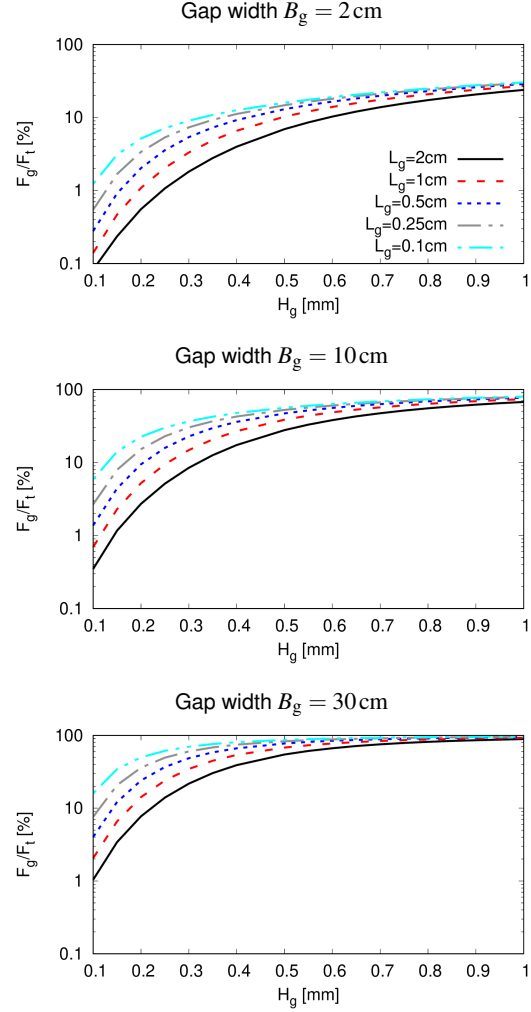 Gap width B_g = 2 cm
100
10
1
0.1
F_g/F_t [%]
0.1 0.2 0.3 0.4 0.5 0.6 0.7 0.8 0.9 1
H_g [mm]
L_g=2cm
L_g=1cm
L_g=0.5cm
L_g=0.25cm
L_g=0.1cm
Gap width B_g = 10 cm
100
10
1
0.1
F_g/F_t [%]
0.1 0.2 0.3 0.4 0.5 0.6 0.7 0.8 0.9 1
H_g [mm]
Gap width B_g = 30 cm
100
10
1
0.1
F_g/F_t [%]
0.1 0.2 0.3 0.4 0.5 0.6 0.7 0.8 0.9 1
H_g [mm]